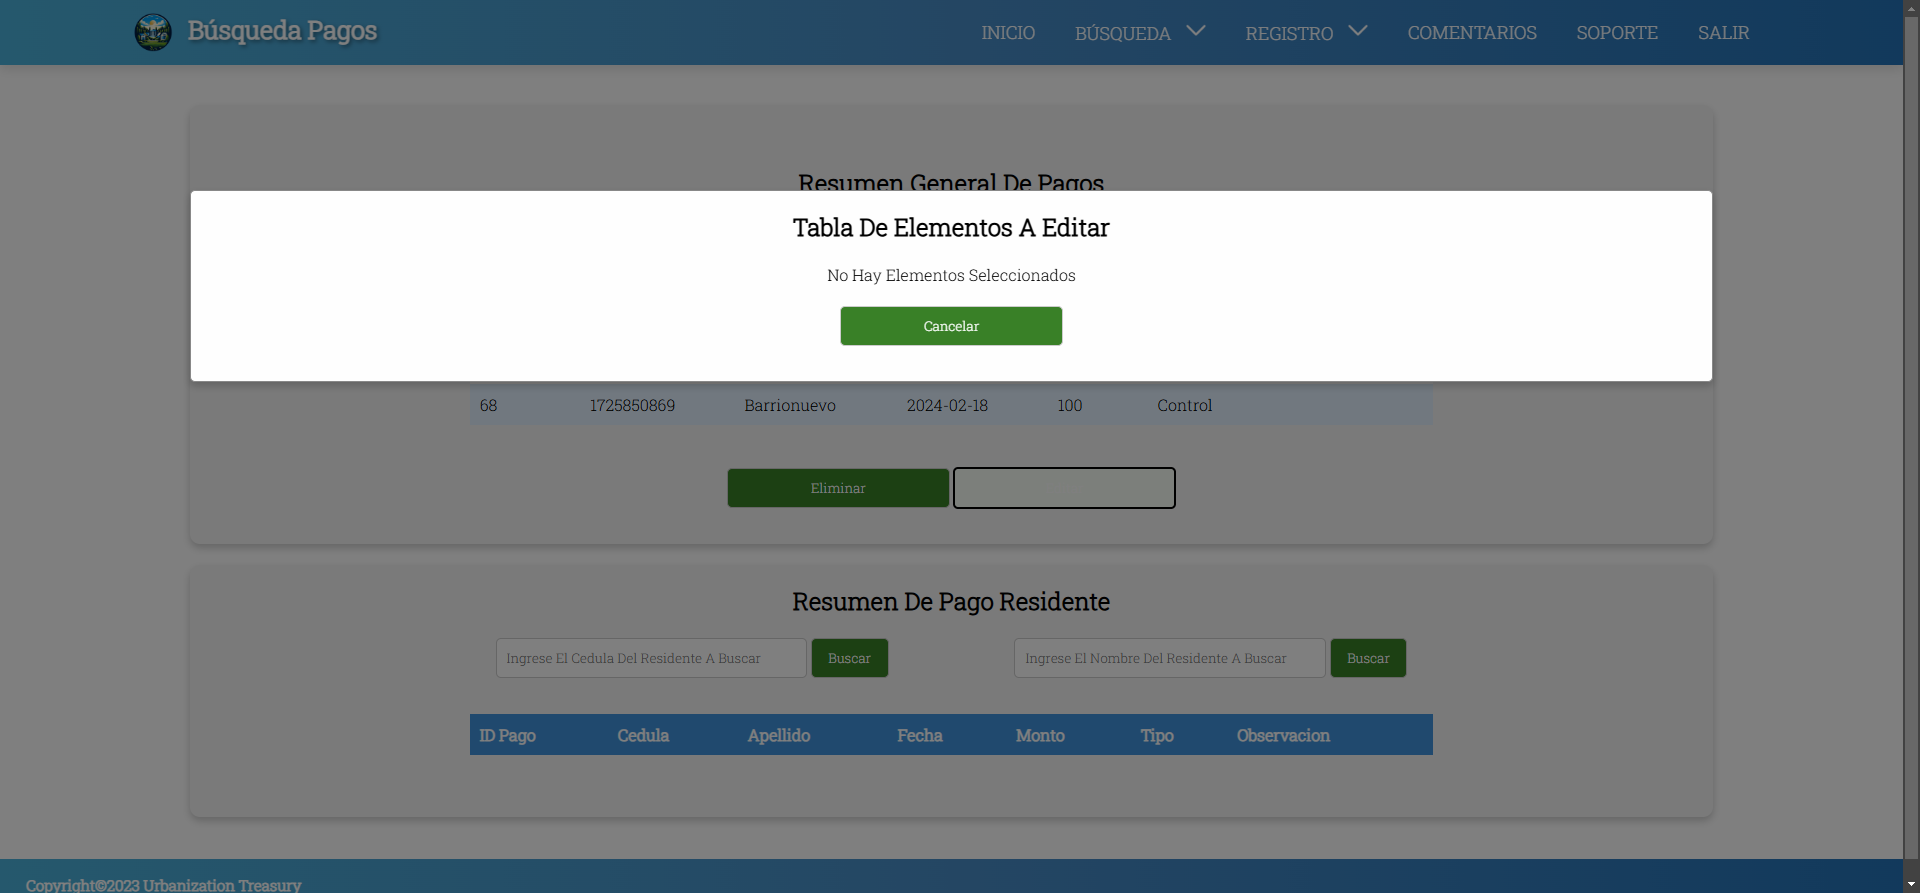 Búsqueda Pagos
INICIO
BÚSQUEDA
REGISTRO
COMENTARIOS
SOPORTE
SALIR
Resumen General De Pagos
Tabla De Elementos A Editar
No Hay Elementos Seleccionados
Cancelar
68 1725850869 Barrionuevo 2024-02-18 100 Control
Eliminar
Resumen De Pago Residente
Ingrese El Cedula Del Residente A Buscar
Buscar
Ingrese El Nombre Del Residente A Buscar
Buscar
ID Pago Cedula Apellido Fecha Monto Tipo Observacion
Copyright©2023 Urbanization Treasury